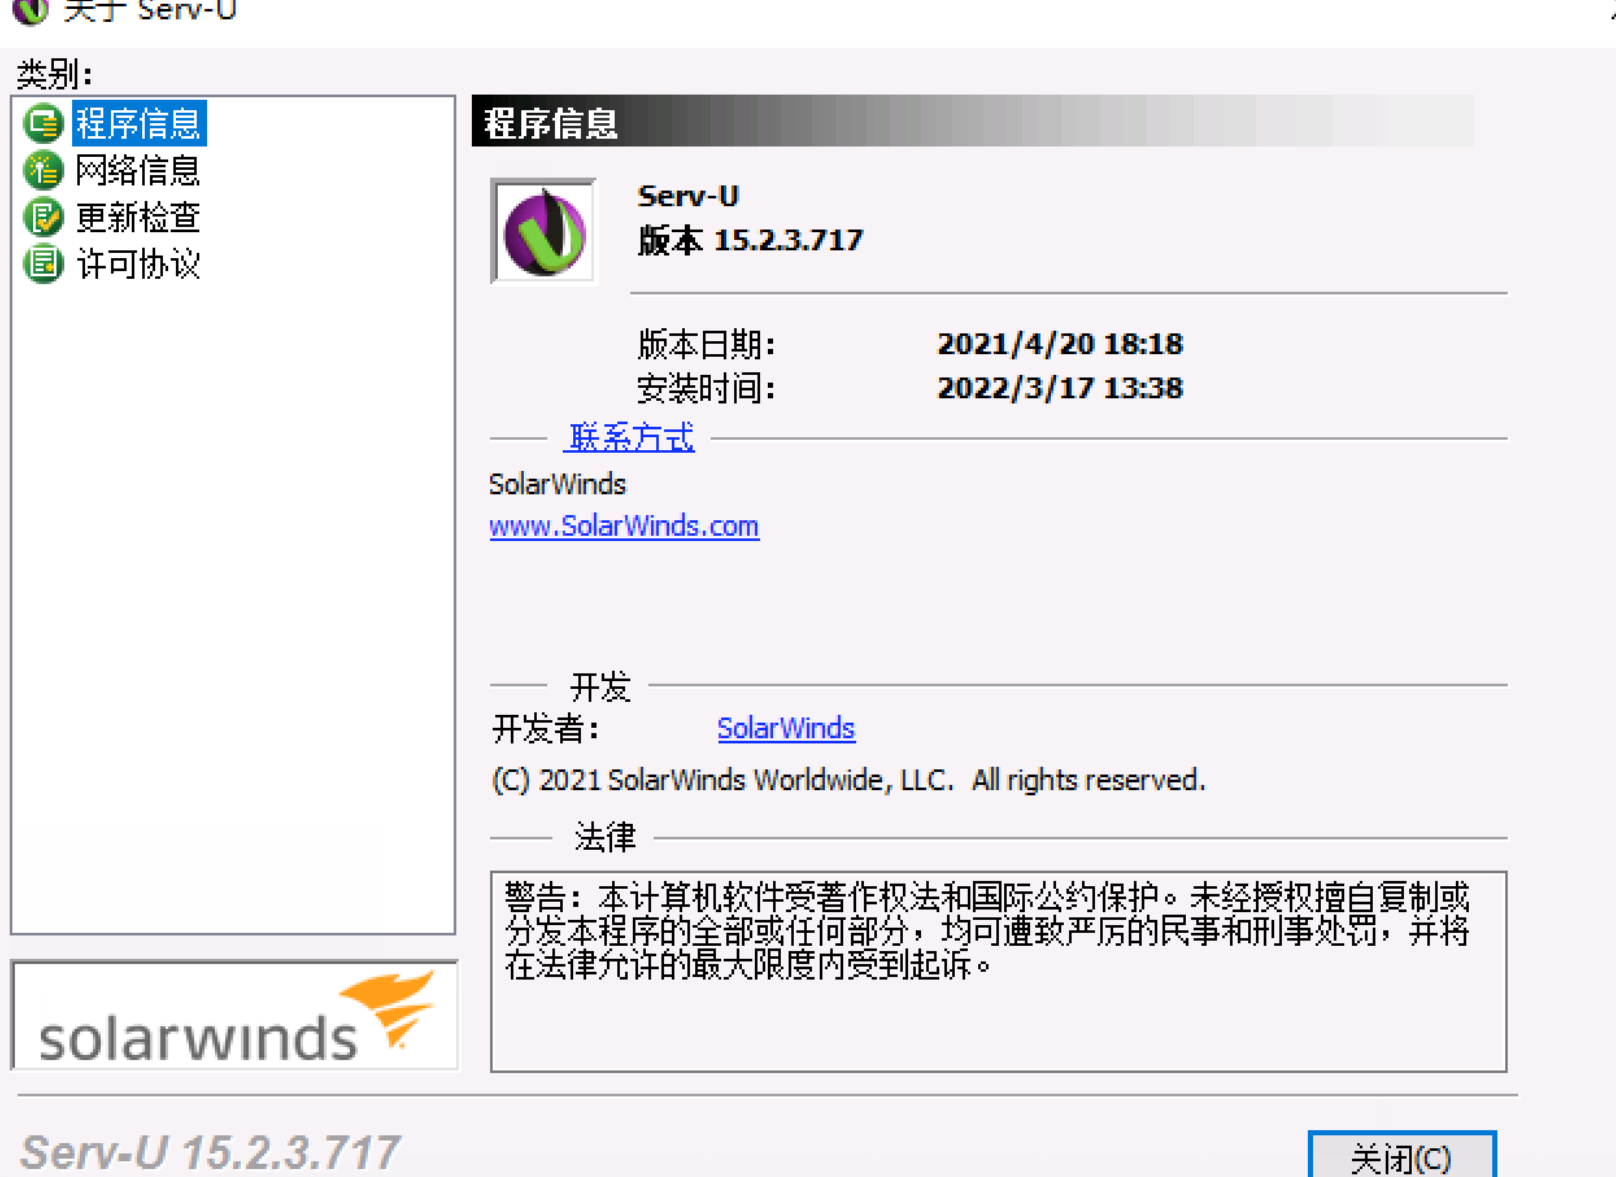 关于 Serv-U
类别：
程序信息
网络信息
更新检查
许可协议
程序信息
Serv-U
版本 15.2.3.717
版本日期： 2021/4/20 18:18
安装时间： 2022/3/17 13:38
联系方式
SolarWinds
www.SolarWinds.com
开发
开发者： SolarWinds
(C) 2021 SolarWinds Worldwide, LLC. All rights reserved.
法律
警告：本计算机软件受著作权法和国际公约保护。未经授权擅自复制或
分发本程序的全部或任何部分，均可遭致严厉的民事和刑事处罚，并将
在法律允许的最大限度内受到起诉。
solarwinds
Serv-U 15.2.3.717
关闭(C)